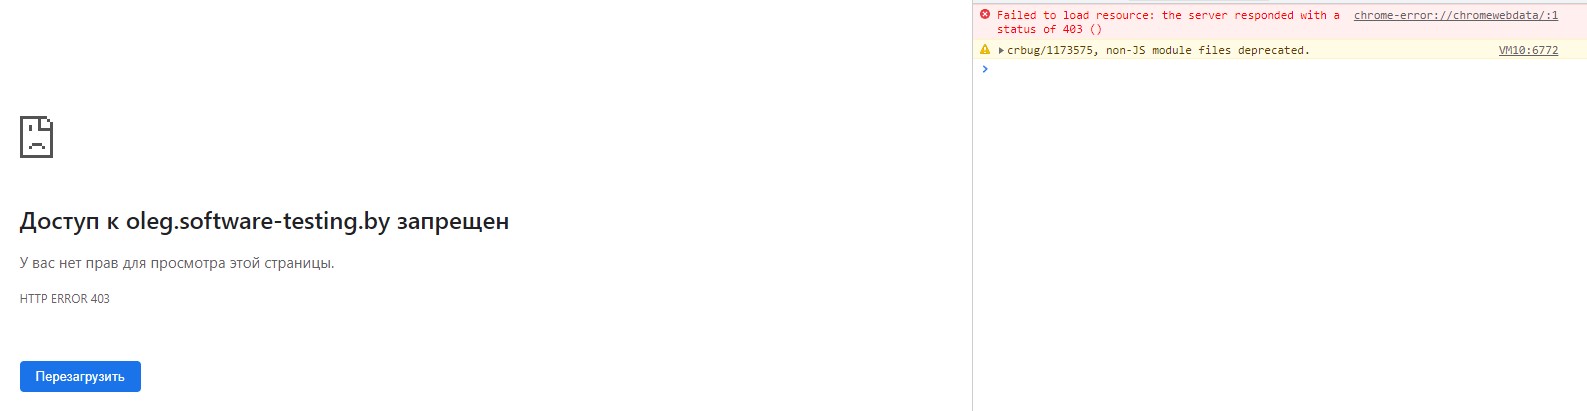 Доступ к oleg.software-testing.by запрещен
У вас нет прав для просмотра этой страницы.
HTTP ERROR 403
Перезагрузить
Failed to load resource: the server responded with a chrome-error://chromewebdata/:1
status of 403 ()
crbug/1173575, non-JS module files deprecated. VM10:6772